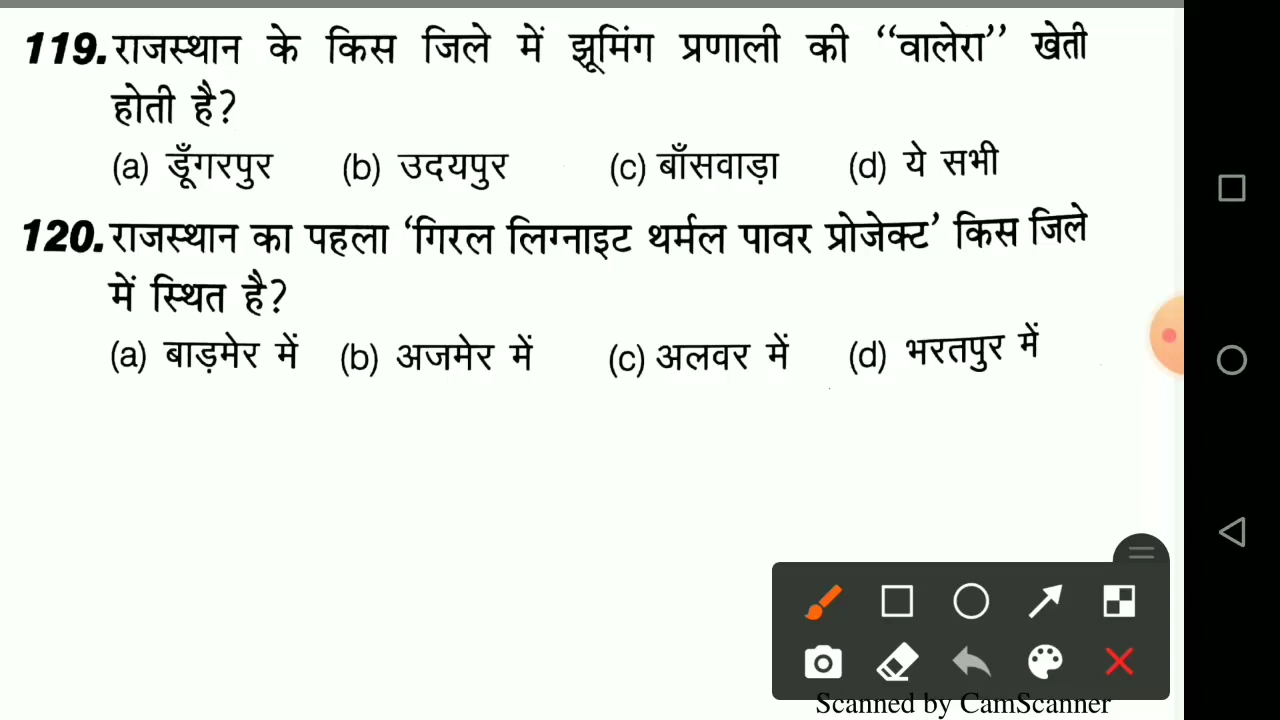 119. राजस्थान के किस जिले में झूमिंग प्रणाली की ‘‘वालेरा’’ खेती
होती है?
(a) डूँगरपुर (b) उदयपुर (c) बाँसवाड़ा (d) ये सभी
120. राजस्थान का पहला ‘गिरल लिग्नाइट थर्मल पावर प्रोजेक्ट’ किस जिले
में स्थित है?
(a) बाड़मेर में (b) अजमेर में (c) अलवर में (d) भरतपुर में
Scanned by CamScanner